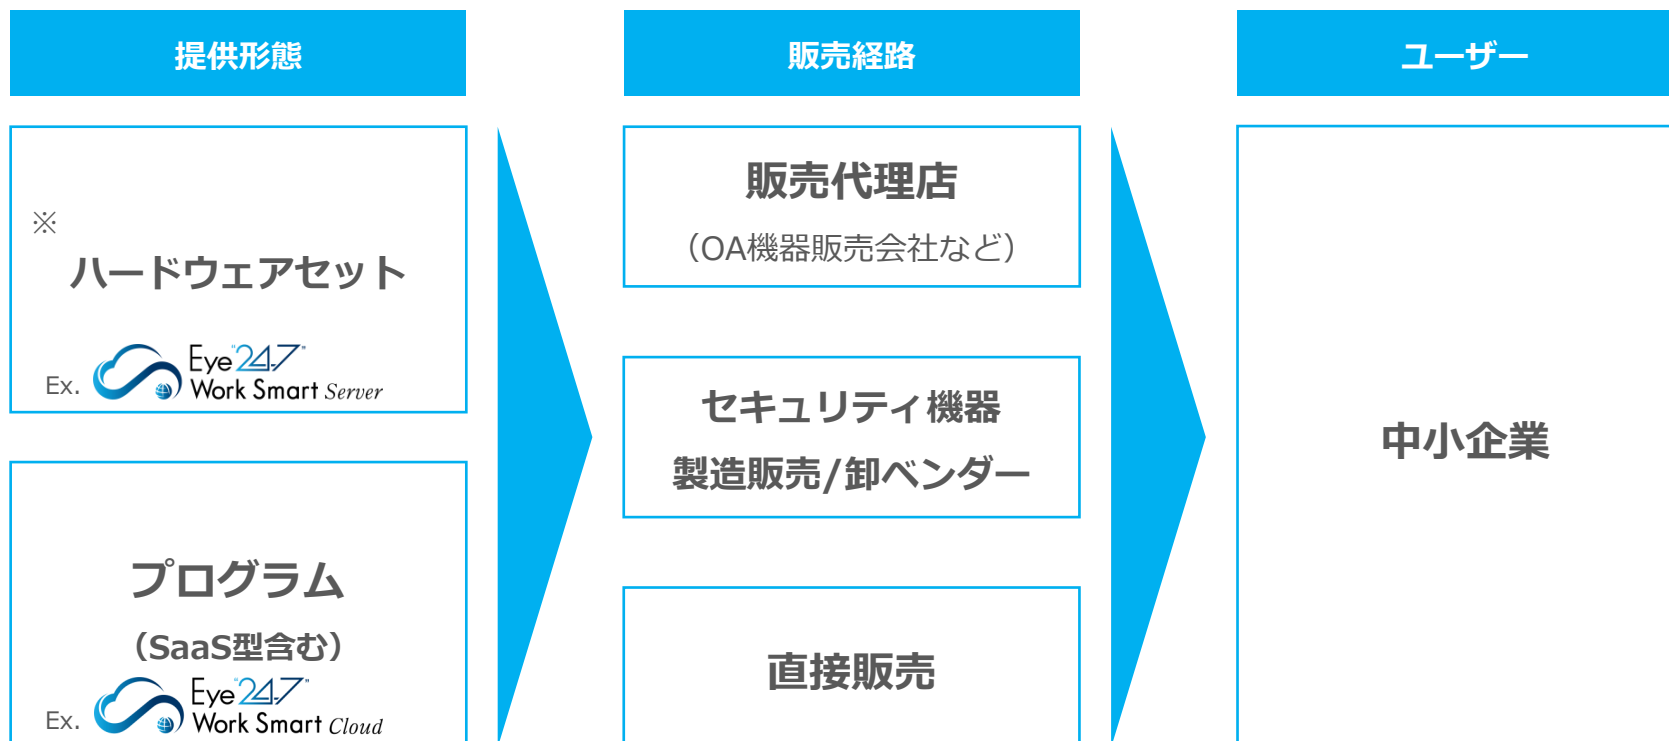 提供形態
販売経路
ユーザー
※
ハードウェアセット
Ex. Eye"24-7"
Work Smart Server
プログラム
（SaaS型含む）
Ex. Eye"24-7"
Work Smart Cloud
販売代理店
（OA機器販売会社など）
セキュリティ機器
製造販売/卸ベンダー
直接販売
中小企業